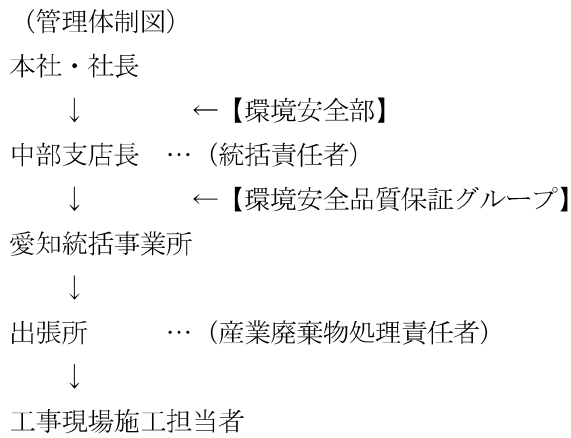 （管理体制図）
本社・社長
↓　←【環境安全部】
中部支店長　…（統括責任者）
↓　←【環境安全品質保証グループ】
愛知統括事業所
↓
出張所　…（産業廃棄物処理責任者）
↓
工事現場施工担当者